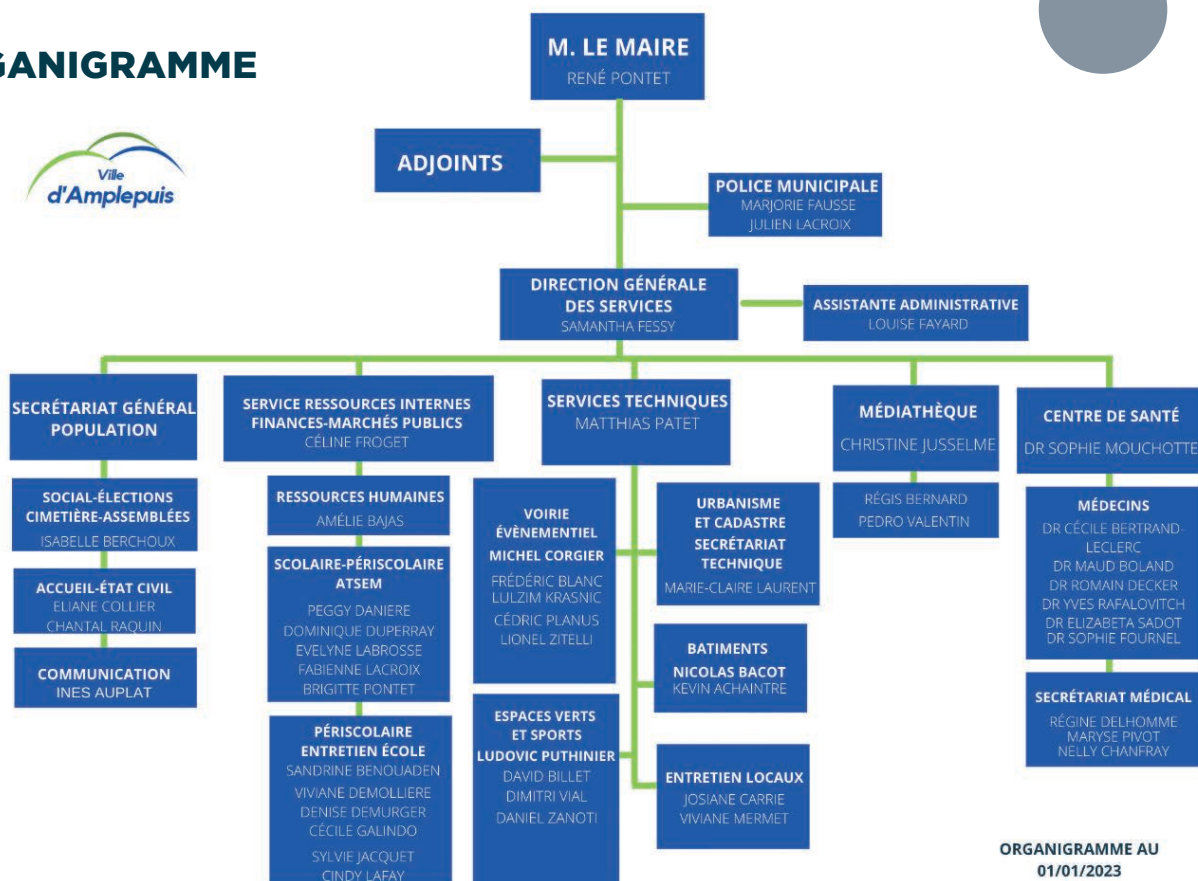 GANIGRAMME
Ville
d'Amplepuis
M. LE MAIRE
RENÉ PONTET
ADJOINTS
POLICE MUNICIPALE
MARJORIE FAUSSE
JULIEN LACROIX
DIRECTION GÉNÉRALE
DES SERVICES
SAMANTHA FESSY
ASSISTANTE ADMINISTRATIVE
LOUISE FAYARD
SECRÉTARIAT GÉNÉRAL
POPULATION
SOCIAL-ÉLECTIONS
CIMETIÈRE-ASSEMBLÉES
ISABELLE BERCHOUX
ACCUEIL-ÉTAT CIVIL
ELIANE COLLIER
CHANTAL RAQUIN
COMMUNICATION
INES AUPLAT
SERVICE RESSOURCES INTERNES
FINANCES-MARCHÉS PUBLICS
CÉLINE FROGET
RESSOURCES HUMAINES
AMÉLIE BAJAS
SCOLAIRE-PÉRISCOLAIRE
ATSEM
PEGGY DANIERE
DOMINIQUE DUPERRAY
EVELYNE LABROSSE
FABIENNE LACROIX
BRIGITTE PONTET
PÉRISCOLAIRE
ENTRETIEN ÉCOLE
SANDRINE BENOUADEN
VIVIANE DEMOLLIERE
DENISE DEMURGER
CÉCILE GALINDO
SYLVIE JACQUET
CINDY LAFAY
SERVICES TECHNIQUES
MATTHIAS PATET
VOIRIE
ÉVÈNEMENTIEL
MICHEL CORGIER
FRÉDÉRIC BLANC
LULZIM KRASNIC
CÉDRIC PLANUS
LIONEL ZITELLI
ESPACES VERTS
ET SPORTS
LUDOVIC PUTHINIER
DAVID BILLET
DIMITRI VIAL
DANIEL ZANOTI
URBANISME
ET CADASTRE
SECRÉTARIAT
TECHNIQUE
MARIE-CLAIRE LAURENT
BATIMENTS
NICOLAS BACOT
KEVIN ACHAINTRE
ENTRETIEN LOCAUX
JOSIANE CARRIE
VIVIANE MERMET
MÉDIATHÈQUE
CHRISTINE JUSSELME
RÉGIS BERNARD
PEDRO VALENTIN
CENTRE DE SANTÉ
DR SOPHIE MOUCHOTTE
MÉDECINS
DR CÉCILE BERTRAND-
LECLERC
DR MAUD BOLAND
DR ROMAIN DECKER
DR YVES RAFALOVITCH
DR ELIZABETA SADOT
DR SOPHIE FOURNEL
SECRÉTARIAT MÉDICAL
RÉGINE DELHOMME
MARYSE PIVOT
NELLY CHANFRAY
ORGANIGRAMME AU
01/01/2023